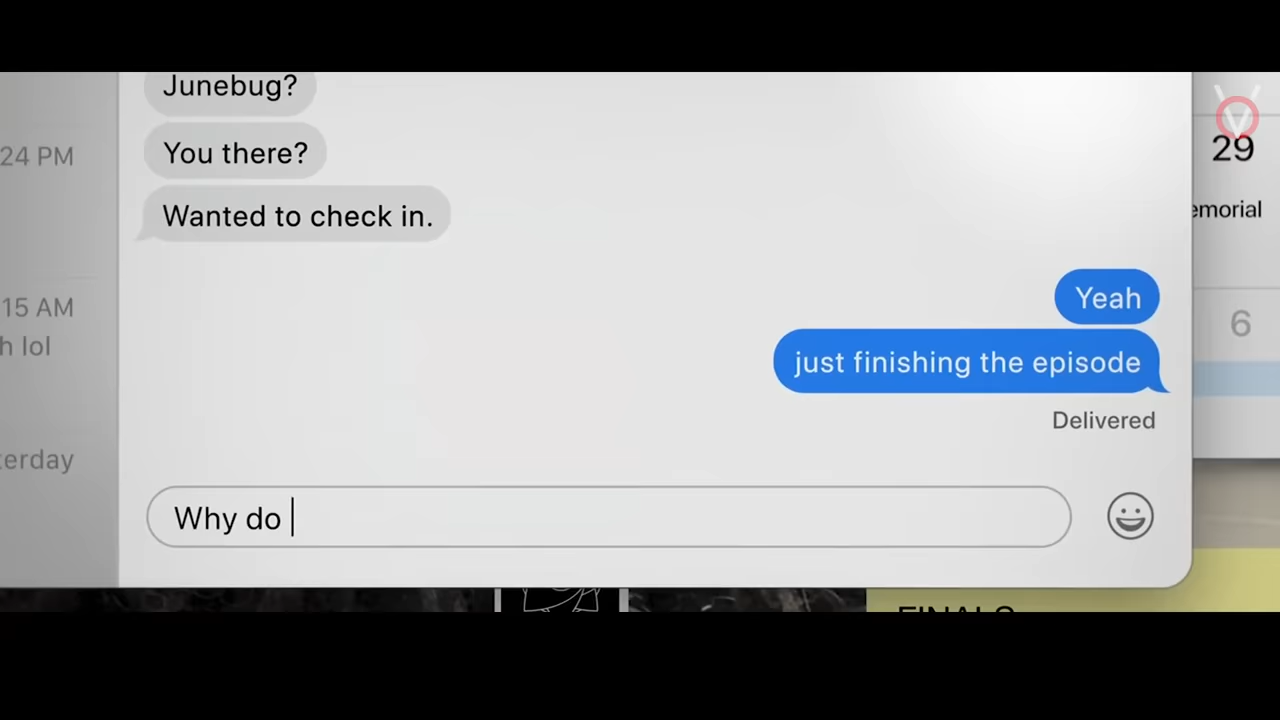 Junebug?
24 PM
You there?
29
Wanted to check in.
emorial
Yeah
15 AM
6
h lol
just finishing the episode
Delivered
terday
Why do
FINALS